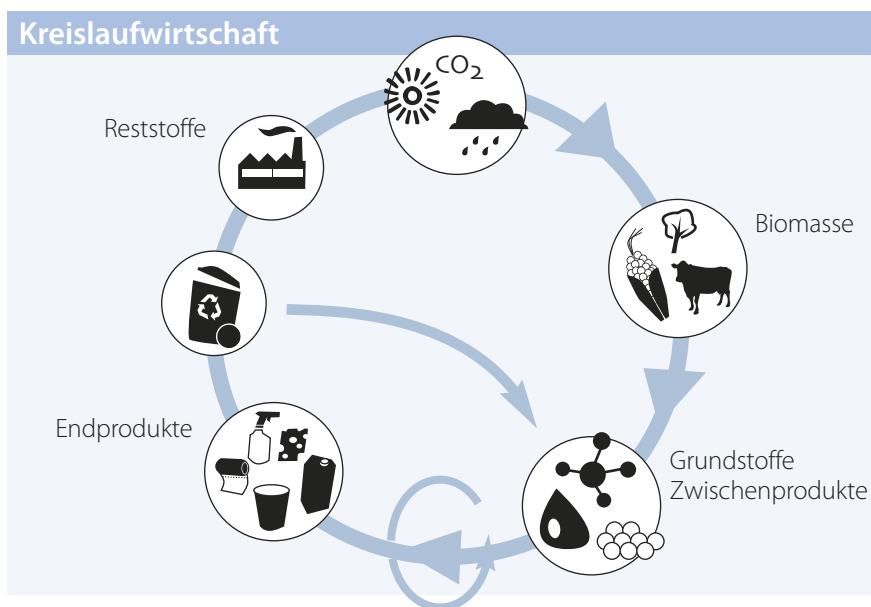 Kreislaufwirtschaft
CO₂
Reststoffe
Biomasse
Endprodukte
Grundstoffe
Zwischenprodukte